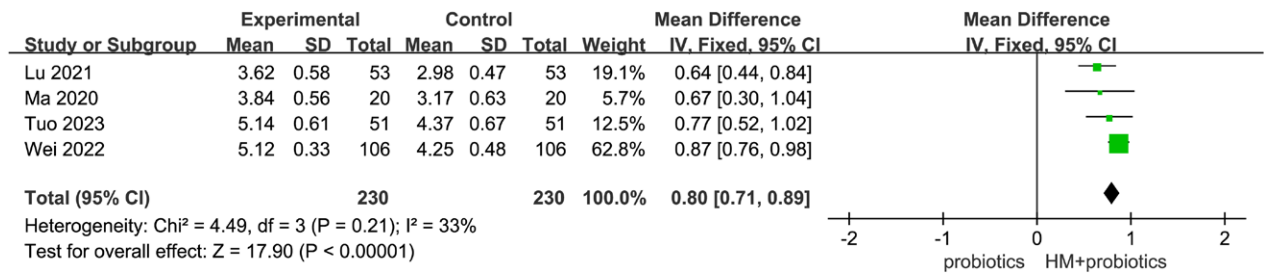 Experimental Control Mean Difference Mean Difference
Study or Subgroup Mean SD Total Mean SD Total Weight IV, Fixed, 95% CI IV, Fixed, 95% CI
Lu 2021 3.62 0.58 53 2.98 0.47 53 19.1% 0.64 [0.44, 0.84]
Ma 2020 3.84 0.56 20 3.17 0.63 20 5.7% 0.67 [0.30, 1.04]
Tuo 2023 5.14 0.61 51 4.37 0.67 51 12.5% 0.77 [0.52, 1.02]
Wei 2022 5.12 0.33 106 4.25 0.48 106 62.8% 0.87 [0.76, 0.98]
Total (95% CI) 230 230 100.0% 0.80 [0.71, 0.89]
Heterogeneity: Chi² = 4.49, df = 3 (P = 0.21); I² = 33%
Test for overall effect: Z = 17.90 (P < 0.00001)
-2 -1 0 1 2
probiotics HM+probiotics